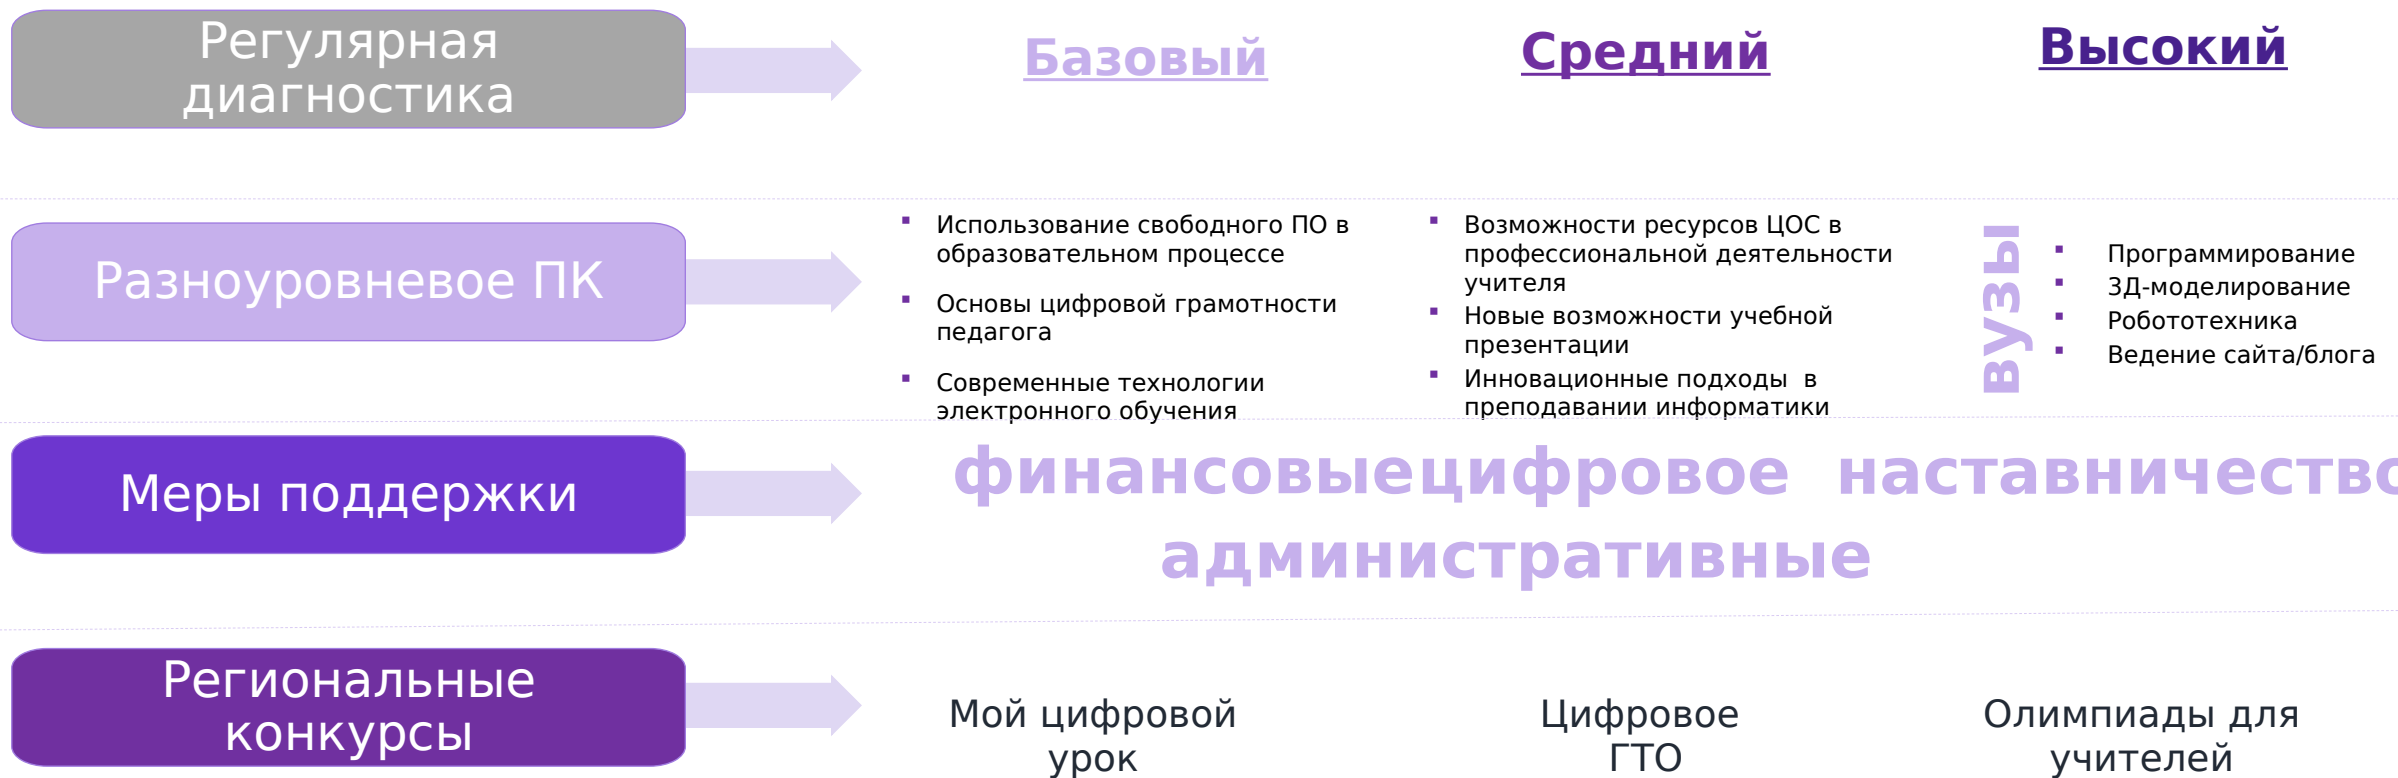 Регулярная
диагностика
Базовый
Средний
Высокий
Разноуровневое ПК
Использование свободного ПО в
образовательном процессе
Основы цифровой грамотности
педагога
Современные технологии
электронного обучения
Возможности ресурсов ЦОС в
профессиональной деятельности
учителя
Новые возможности учебной
презентации
Инновационные подходы в
преподавании информатики
вузы
Программирование
3Д-моделирование
Робототехника
Ведение сайта/блога
Меры поддержки
финансовые
цифровое наставничество
административные
Региональные
конкурсы
Мой цифровой
урок
Цифровое
ГТО
Олимпиады для
учителей